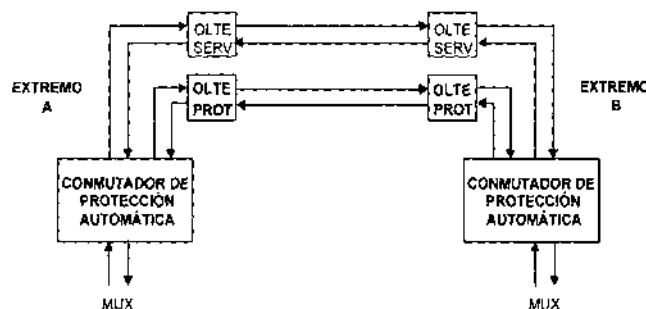 OLTE
SERV
OLTE
SERV
EXTREMO
A
OLTE
PROT
OLTE
PROT
EXTREMO
B
CONMUTADOR DE
PROTECCIÓN
AUTOMÁTICA
CONMUTADOR DE
PROTECCIÓN
AUTOMÁTICA
MUX
MUX